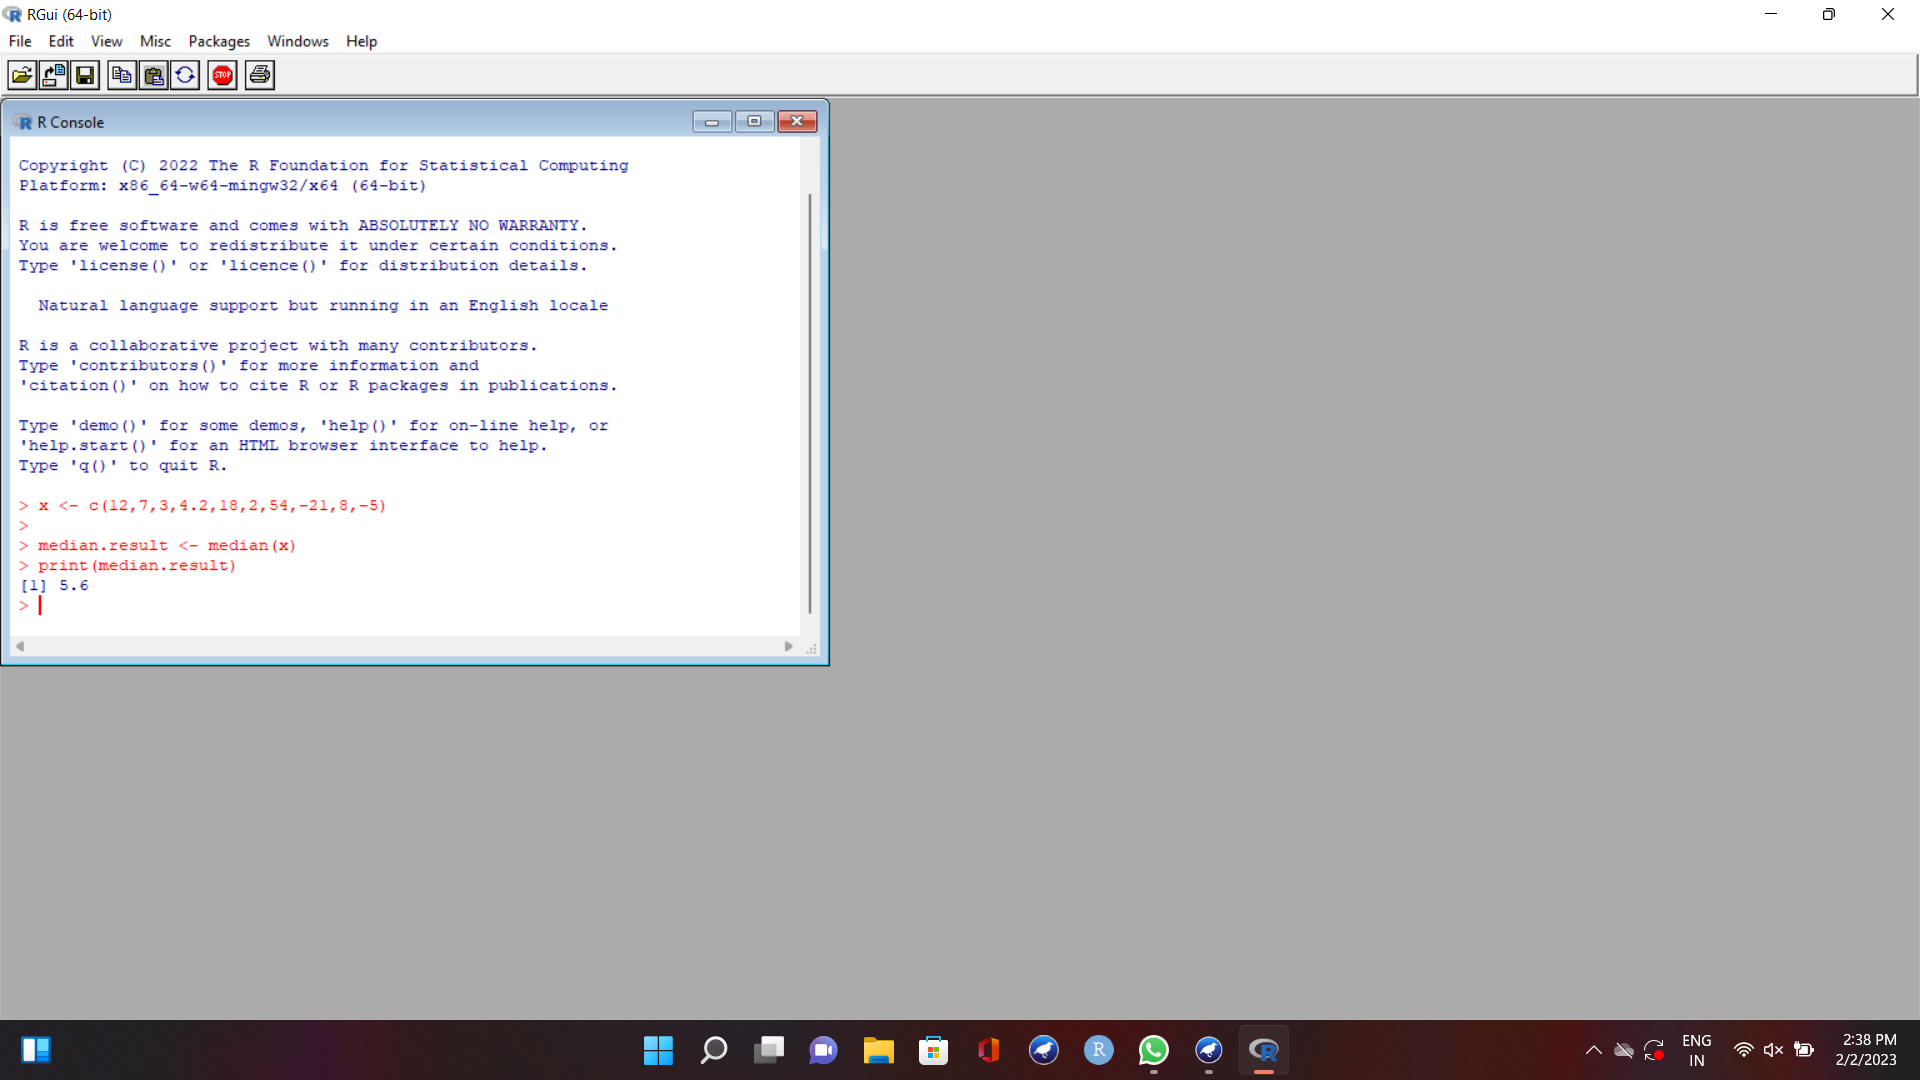 RGui (64-bit)
File Edit View Misc Packages Windows Help
STOP
R Console
Copyright (C) 2022 The R Foundation for Statistical Computing
Platform: x86_64-w64-mingw32/x64 (64-bit)
R is free software and comes with ABSOLUTELY NO WARRANTY.
You are welcome to redistribute it under certain conditions.
Type 'license()' or 'licence()' for distribution details.
Natural language support but running in an English locale
R is a collaborative project with many contributors.
Type 'contributors()' for more information and
'citation()' on how to cite R or R packages in publications.
Type 'demo()' for some demos, 'help()' for on-line help, or
'help.start()' for an HTML browser interface to help.
Type 'q()' to quit R.
> x <- c(12,7,3,4.2,18,2,54,-21,8,-5)
>
> median.result <- median(x)
> print(median.result)
[1] 5.6
>
ENG
IN
2:38 PM
2/2/2023